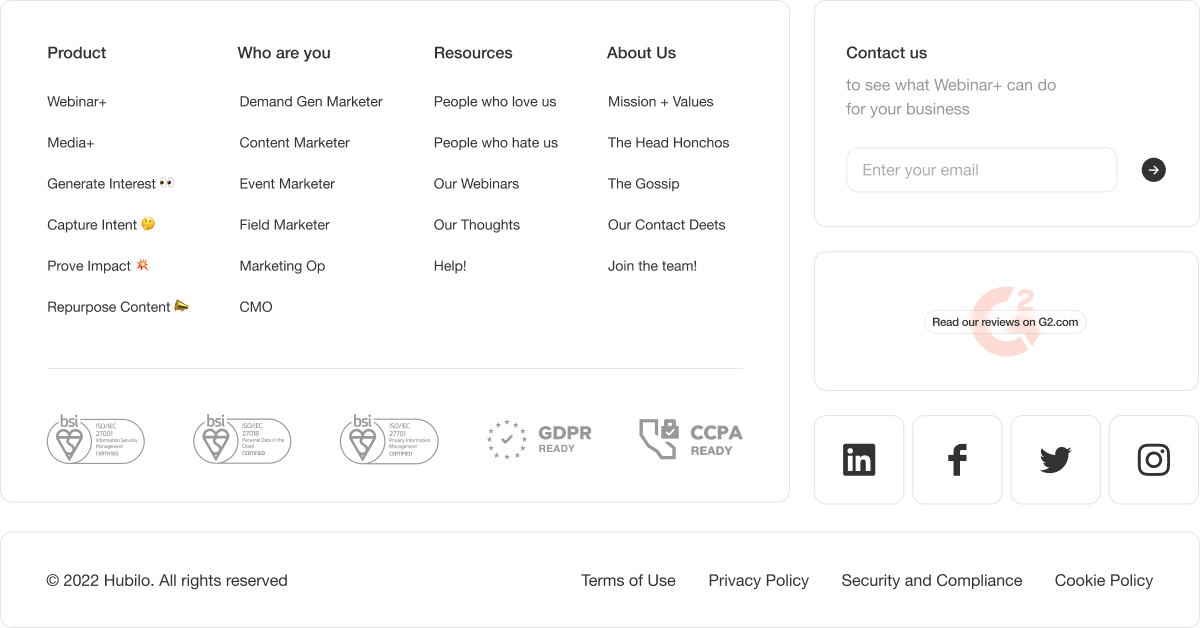 Product
Webinar+
Media+
Generate Interest 👀
Capture Intent 🤔
Prove Impact 💥
Repurpose Content 📣
Who are you
Demand Gen Marketer
Content Marketer
Event Marketer
Field Marketer
Marketing Op
CMO
Resources
People who love us
People who hate us
Our Webinars
Our Thoughts
Help!
About Us
Mission + Values
The Head Honchos
The Gossip
Our Contact Deets
Join the team!
bsi
ISO/IEC
27001
Information Security
Management
CERTIFIED
bsi
ISO/IEC
27018
Personal Data in the
Cloud
CERTIFIED
bsi
ISO/IEC
27701
Privacy Information
Management
CERTIFIED
GDPR
READY
CCPA
READY
Contact us
to see what Webinar+ can do
for your business
Enter your email
G2
Read our reviews on G2.com
in
f
© 2022 Hubilo. All rights reserved
Terms of Use
Privacy Policy
Security and Compliance
Cookie Policy